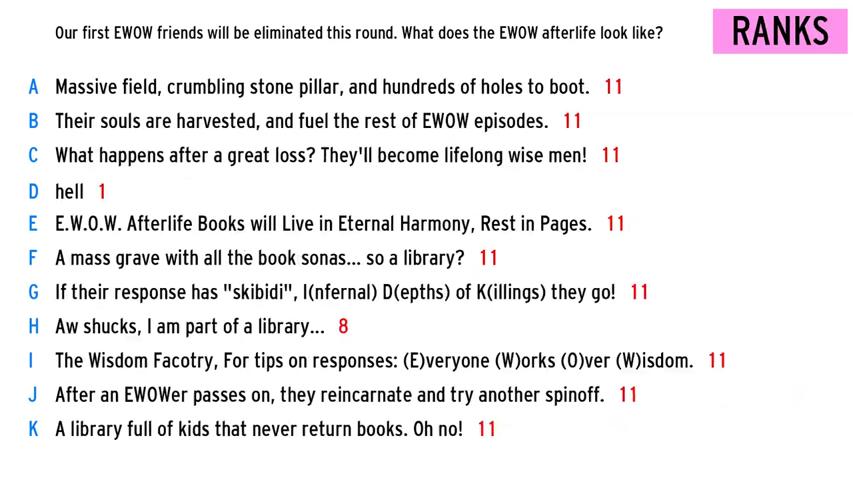 Our first EWOW friends will be eliminated this round. What does the EWOW afterlife look like?
RANKS
A Massive field, crumbling stone pillar, and hundreds of holes to boot. 11
B Their souls are harvested, and fuel the rest of EWOW episodes. 11
C What happens after a great loss? They'll become lifelong wise men! 11
D hell 1
E E.W.O.W. Afterlife Books will Live in Eternal Harmony, Rest in Pages. 11
F A mass grave with all the book sonas... so a library? 11
G If their response has "skibidi", I(nfernal) D(epths) of K(illings) they go! 11
H Aw shucks, I am part of a library... 8
I The Wisdom Facotry, For tips on responses: (E)veryone (W)orks (O)ver (W)isdom. 11
J After an EWOWer passes on, they reincarnate and try another spinoff. 11
K A library full of kids that never return books. Oh no! 11